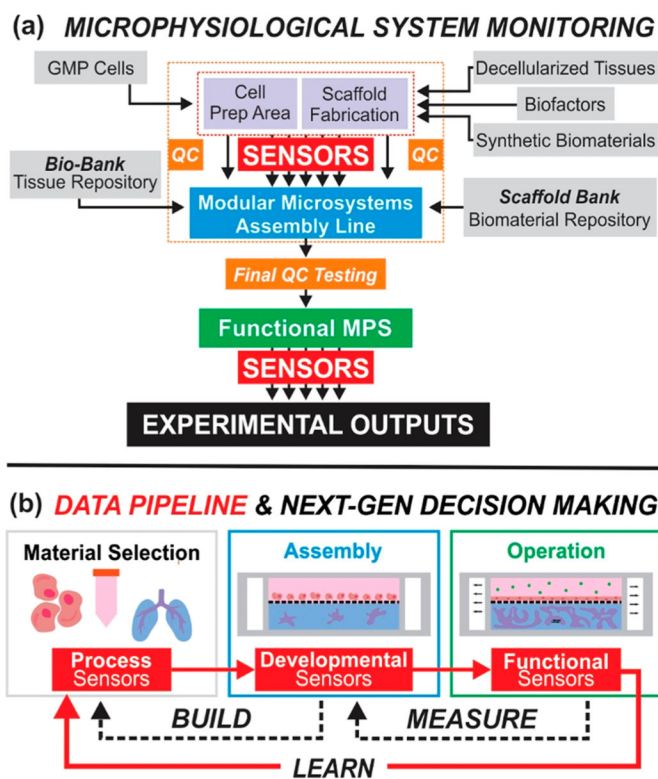 (a) MICROPHYSIOLOGICAL SYSTEM MONITORING
GMP Cells
Cell
Prep Area
Scaffold
Fabrication
Decellularized Tissues
Biofactors
Synthetic Biomaterials
QC
SENSORS
QC
Bio-Bank
Tissue Repository
Modular Microsystems
Assembly Line
Scaffold Bank
Biomaterial Repository
Final QC Testing
Functional MPS
SENSORS
EXPERIMENTAL OUTPUTS
(b) DATA PIPELINE & NEXT-GEN DECISION MAKING
Material Selection
Assembly
Operation
Process
Sensors
Developmental
Sensors
Functional
Sensors
BUILD
MEASURE
LEARN